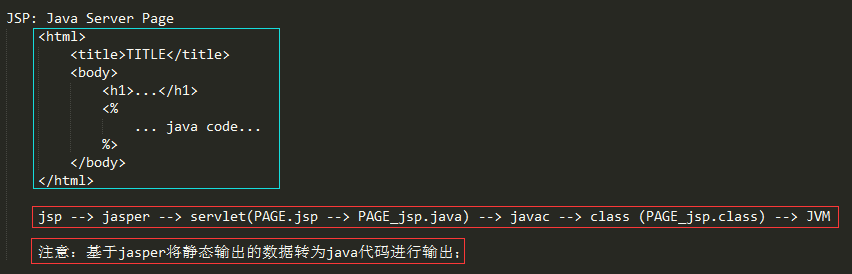 JSP: Java Server Page
<html>
<title>TITLE</title>
<body>
<h1>...</h1>
<%
... java code...
%>
</body>
</html>
jsp --> jasper --> servlet(PAGE.jsp --> PAGE_jsp.java) --> javac --> class (PAGE_jsp.class) --> JVM
注意：基于jasper将静态输出的数据转为java代码进行输出；